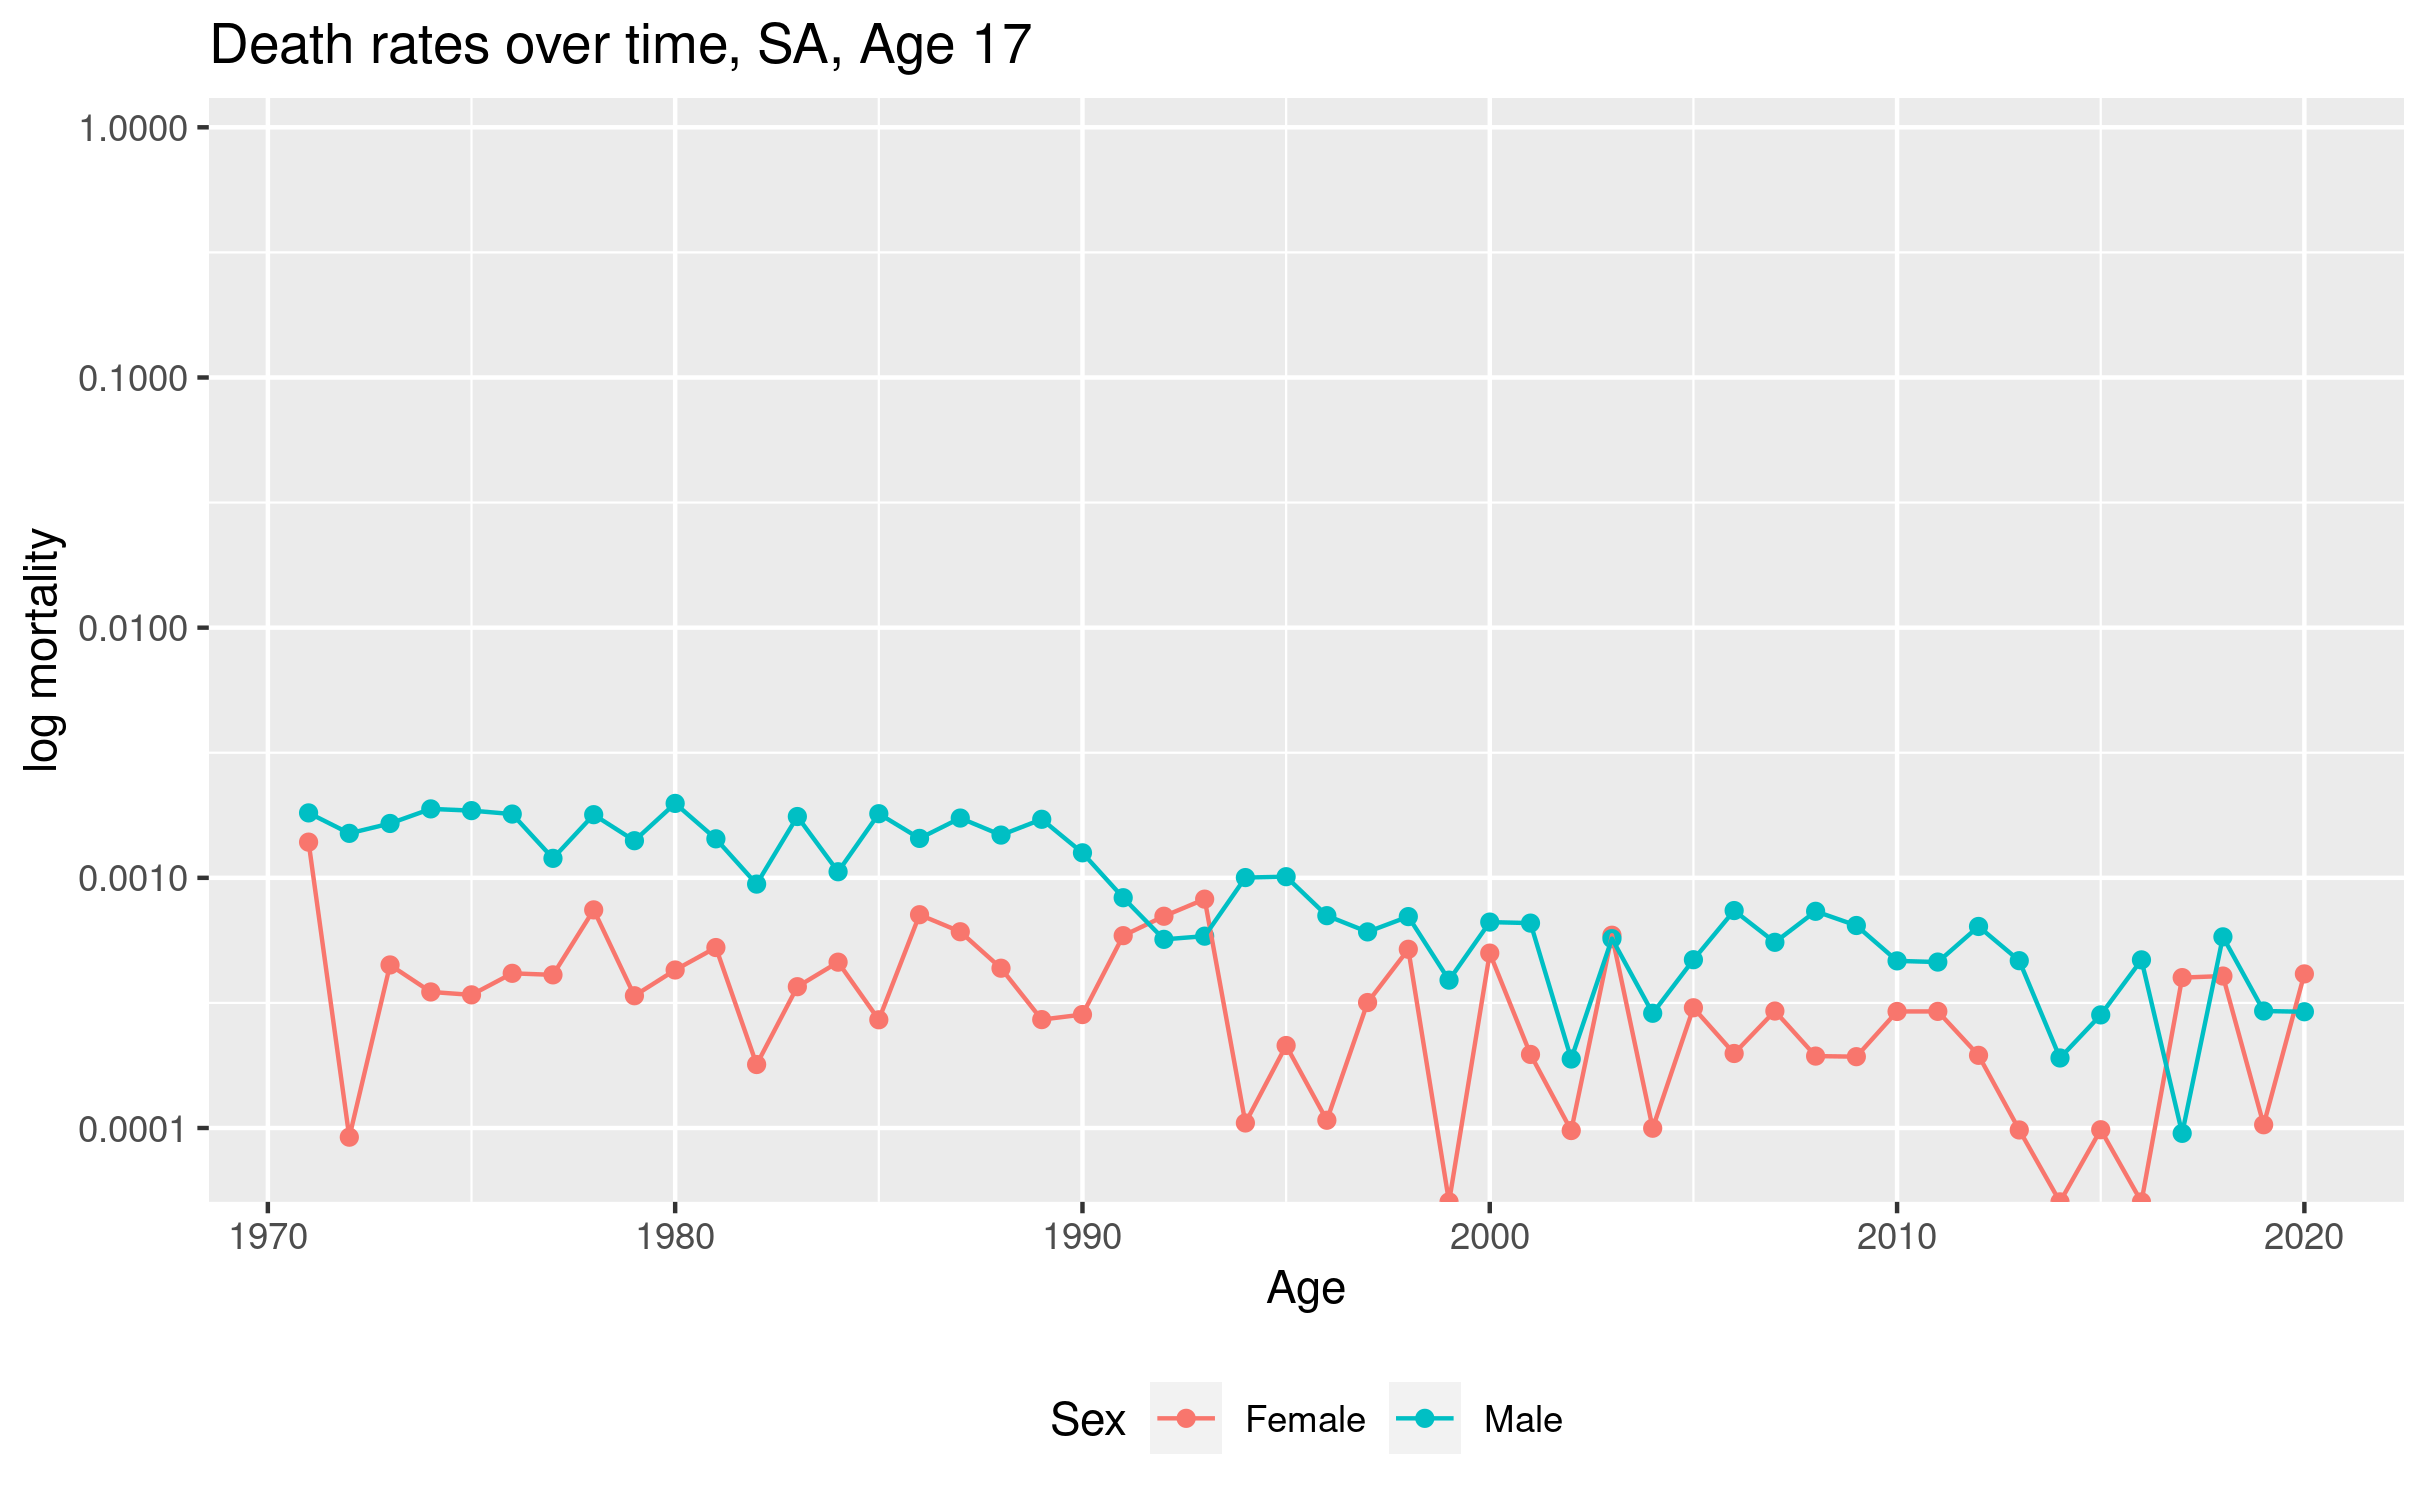 Death rates over time, SA, Age 17
log mortality
1.0000
0.1000
0.0100
0.0010
0.0001
1970 1980 1990 2000 2010 2020
Age
Sex Female Male